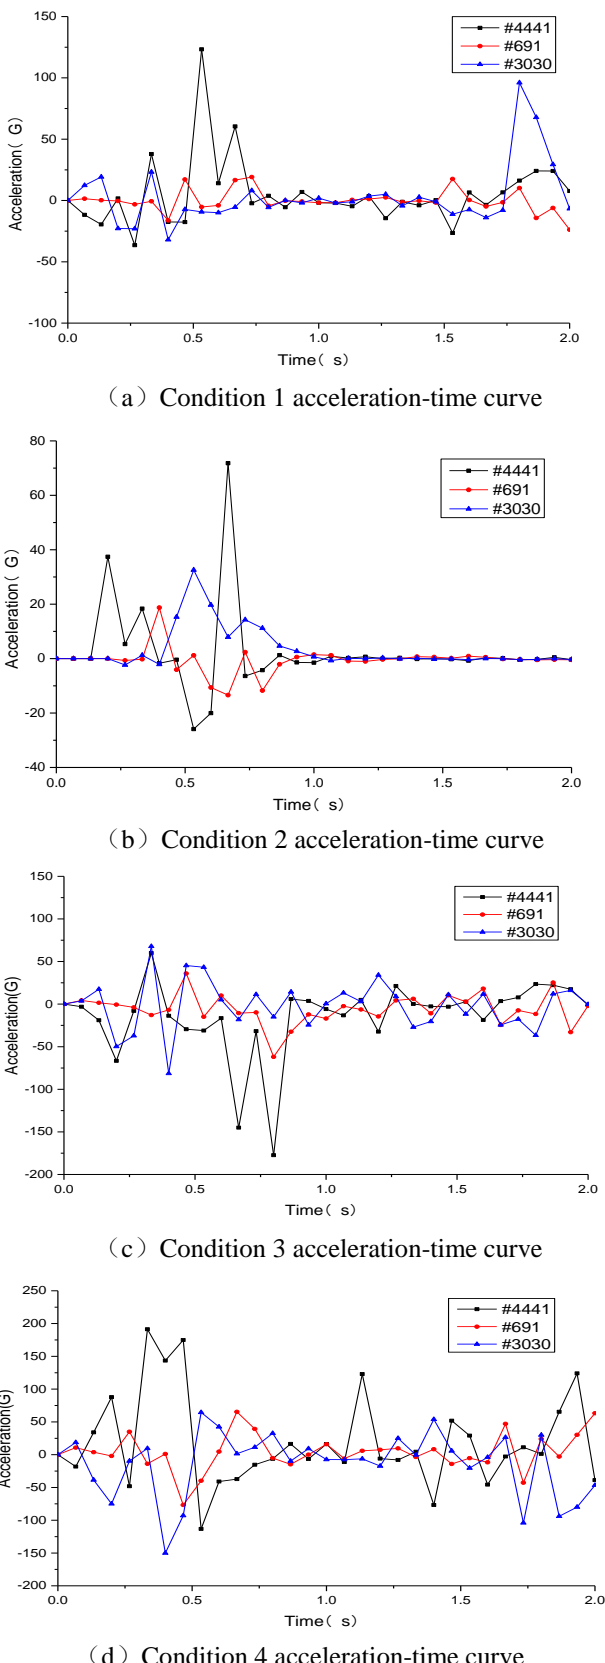 150
100
50
0
-50
-100
Acceleration( G)
#4441
#691
#3030
0.0 0.5 1.0 1.5 2.0
Time( s)
（a）Condition 1 acceleration-time curve
80
60
40
20
0
-20
-40
Acceleration( G)
#4441
#691
#3030
0.0 0.5 1.0 1.5 2.0
Time( s)
（b）Condition 2 acceleration-time curve
150
100
50
0
-50
-100
-150
-200
Acceleration(G)
#4441
#691
#3030
0.0 0.5 1.0 1.5 2.0
Time( s)
（c）Condition 3 acceleration-time curve
250
200
150
100
50
0
-50
-100
-150
-200
Acceleration(G)
#4441
#691
#3030
0.0 0.5 1.0 1.5 2.0
Time( s)
（d）Condition 4 acceleration-time curve